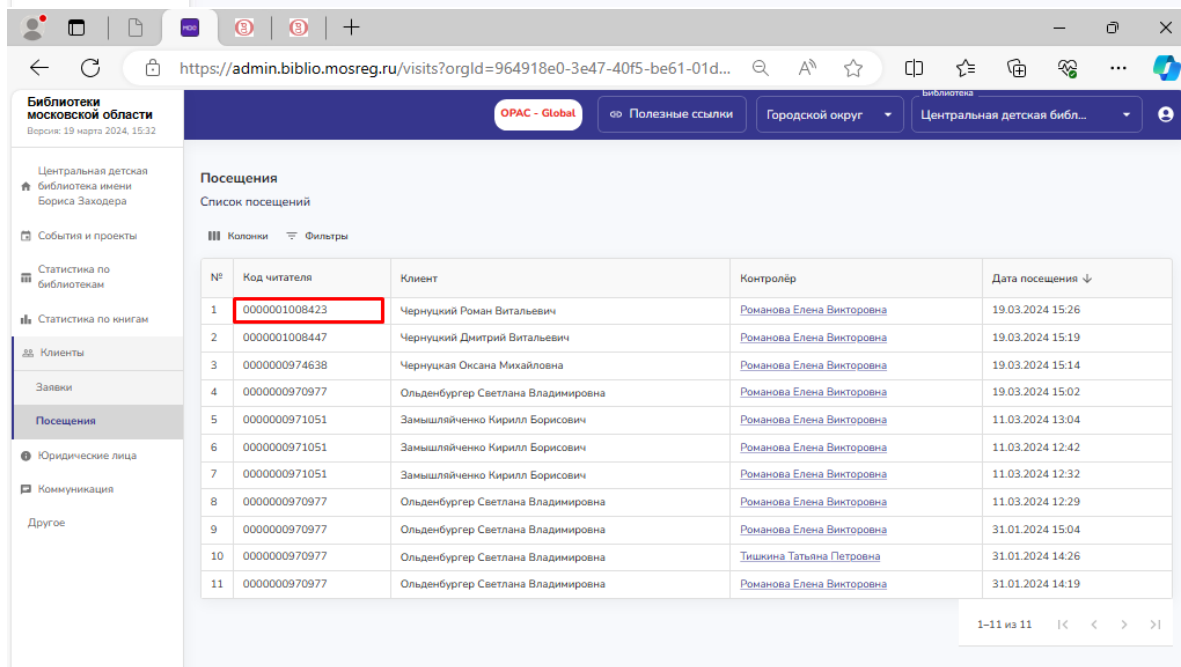 https://admin.biblio.mosreg.ru/visits?orgId=964918e0-3e47-40f5-be61-01d...
Библиотеки
московской области
Версия: 19 марта 2024, 15:32
OPAC - Global
Полезные ссылки
Городской округ
Библиотека
Центральная детская библ...
Центральная детская
библиотека имени
Бориса Заходера
События и проекты
Статистика по
библиотекам
Статистика по книгам
Клиенты
Заявки
Посещения
Юридические лица
Коммуникация
Другое
Посещения
Список посещений
Колонки Фильтры
№ Код читателя Клиент Контролёр Дата посещения
1 0000001008423 Чернуцкий Роман Витальевич Романова Елена Викторовна 19.03.2024 15:26
2 0000001008447 Чернуцкий Дмитрий Витальевич Романова Елена Викторовна 19.03.2024 15:19
3 0000000974638 Чернуцкая Оксана Михайловна Романова Елена Викторовна 19.03.2024 15:14
4 0000000970977 Ольденбургер Светлана Владимировна Романова Елена Викторовна 19.03.2024 15:02
5 0000000971051 Замышляйченко Кирилл Борисович Романова Елена Викторовна 11.03.2024 13:04
6 0000000971051 Замышляйченко Кирилл Борисович Романова Елена Викторовна 11.03.2024 12:42
7 0000000971051 Замышляйченко Кирилл Борисович Романова Елена Викторовна 11.03.2024 12:32
8 0000000970977 Ольденбургер Светлана Владимировна Романова Елена Викторовна 11.03.2024 12:29
9 0000000970977 Ольденбургер Светлана Владимировна Романова Елена Викторовна 31.01.2024 15:04
10 0000000970977 Ольденбургер Светлана Владимировна Тишкина Татьяна Петровна 31.01.2024 14:26
11 0000000970977 Ольденбургер Светлана Владимировна Романова Елена Викторовна 31.01.2024 14:19
1–11 из 11